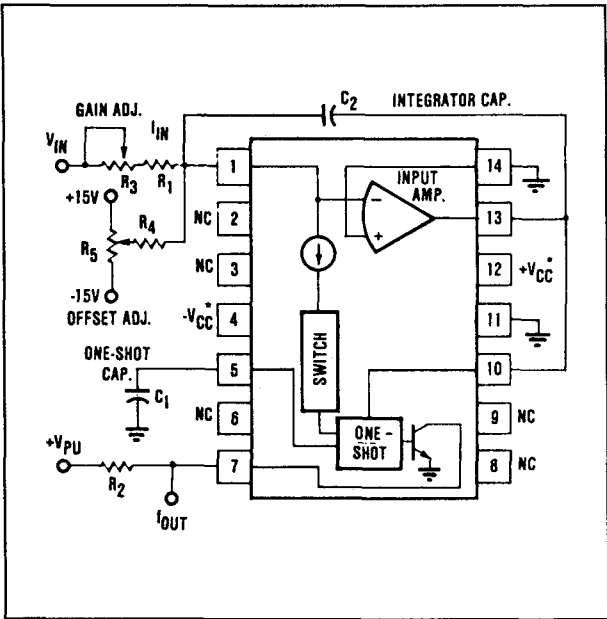 C2
INTEGRATOR CAP.
GAIN ADJ.
VIN
IIN
R3
R1
1
14
INPUT
AMP.
−
+
+15V
R4
NC
2
13
R5
NC
3
12
+VCC*
-15V
OFFSET ADJ.
-VCC*
4
11
SWITCH
ONE-SHOT
CAP.
5
10
C1
NC
6
ONE-
SHOT
9
NC
+VPU
R2
7
8
NC
fOUT